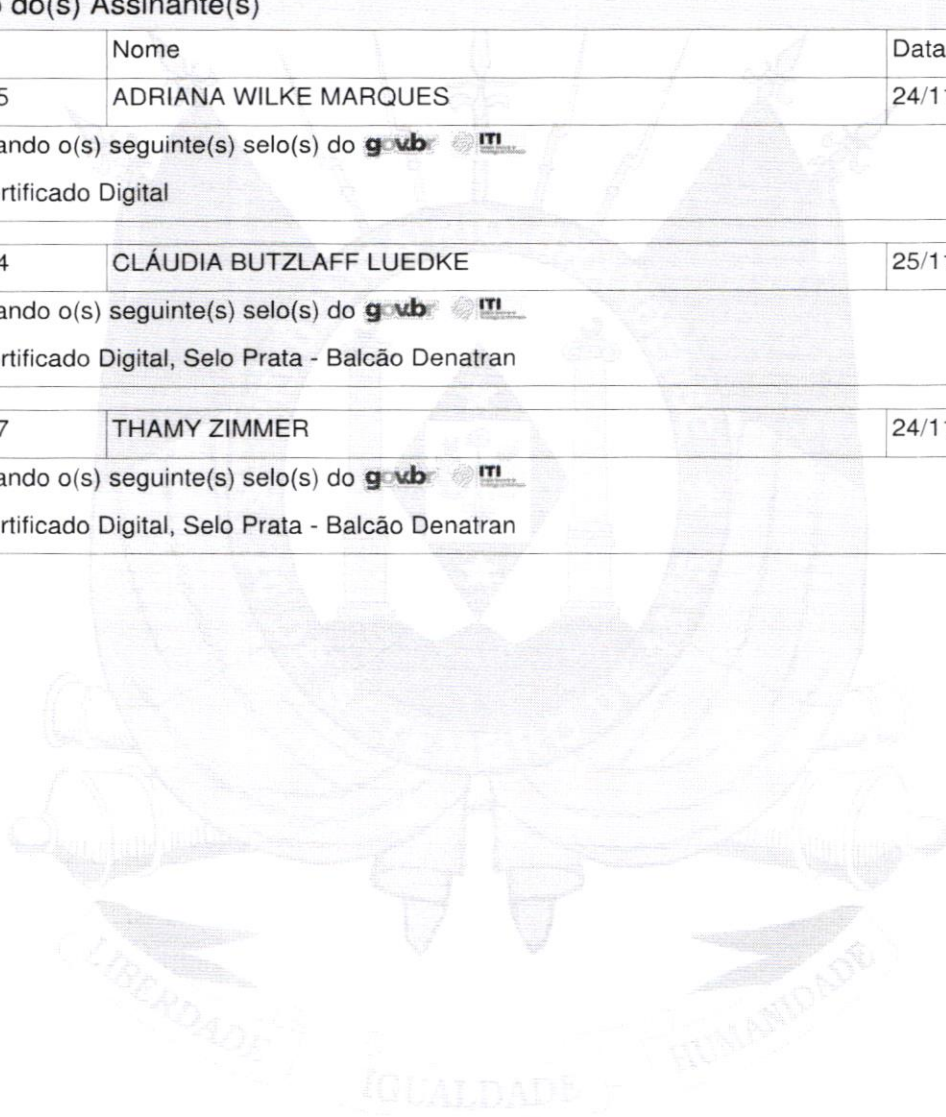 do(s) Assinante(s)
Nome Data
5 ADRIANA WILKE MARQUES 24/1
ando o(s) seguinte(s) selo(s) do gov.br ITI
rtificado Digital
4 CLÁUDIA BUTZLAFF LUEDKE 25/1
ando o(s) seguinte(s) selo(s) do gov.br ITI
rtificado Digital, Selo Prata - Balcão Denatran
7 THAMY ZIMMER 24/1
ando o(s) seguinte(s) selo(s) do gov.br ITI
rtificado Digital, Selo Prata - Balcão Denatran
LIBERDADE
IGUALDADE
HUMANIDADE